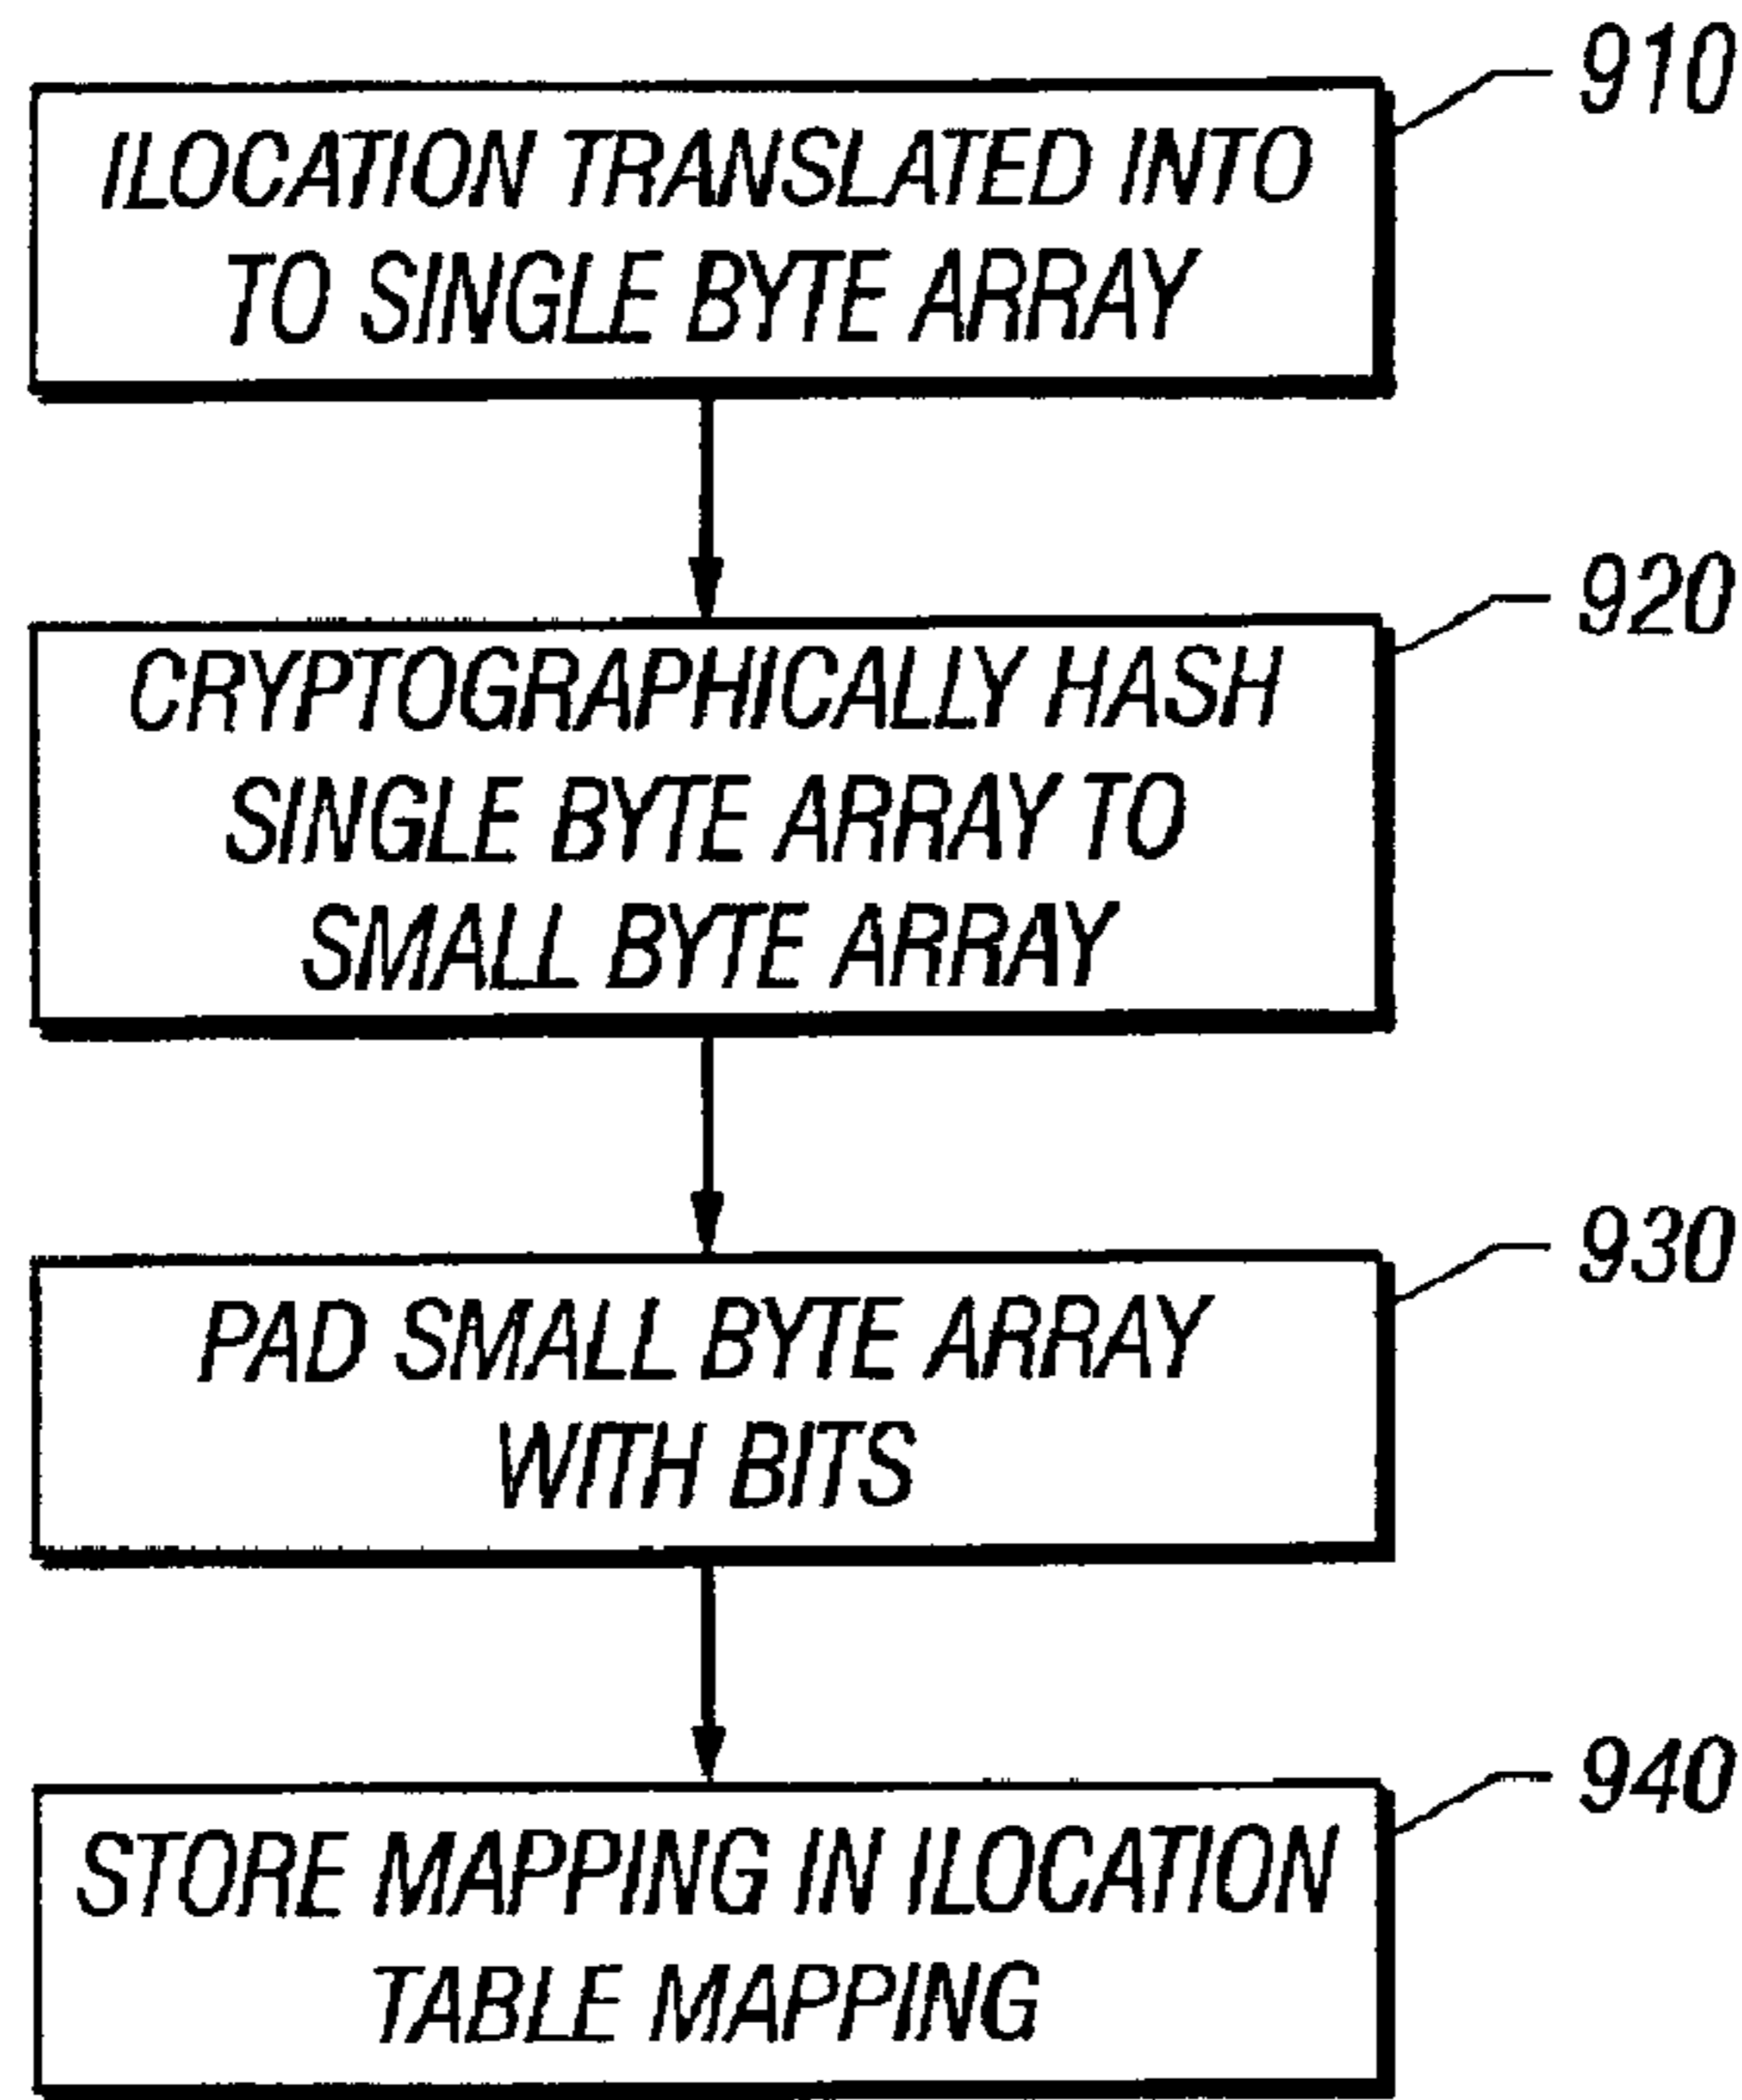 910
ILOCATION TRANSLATED INTO
TO SINGLE BYTE ARRAY
920
CRYPTOGRAPHICALLY HASH
SINGLE BYTE ARRAY TO
SMALL BYTE ARRAY
930
PAD SMALL BYTE ARRAY
WITH BITS
940
STORE MAPPING IN ILOCATION
TABLE MAPPING